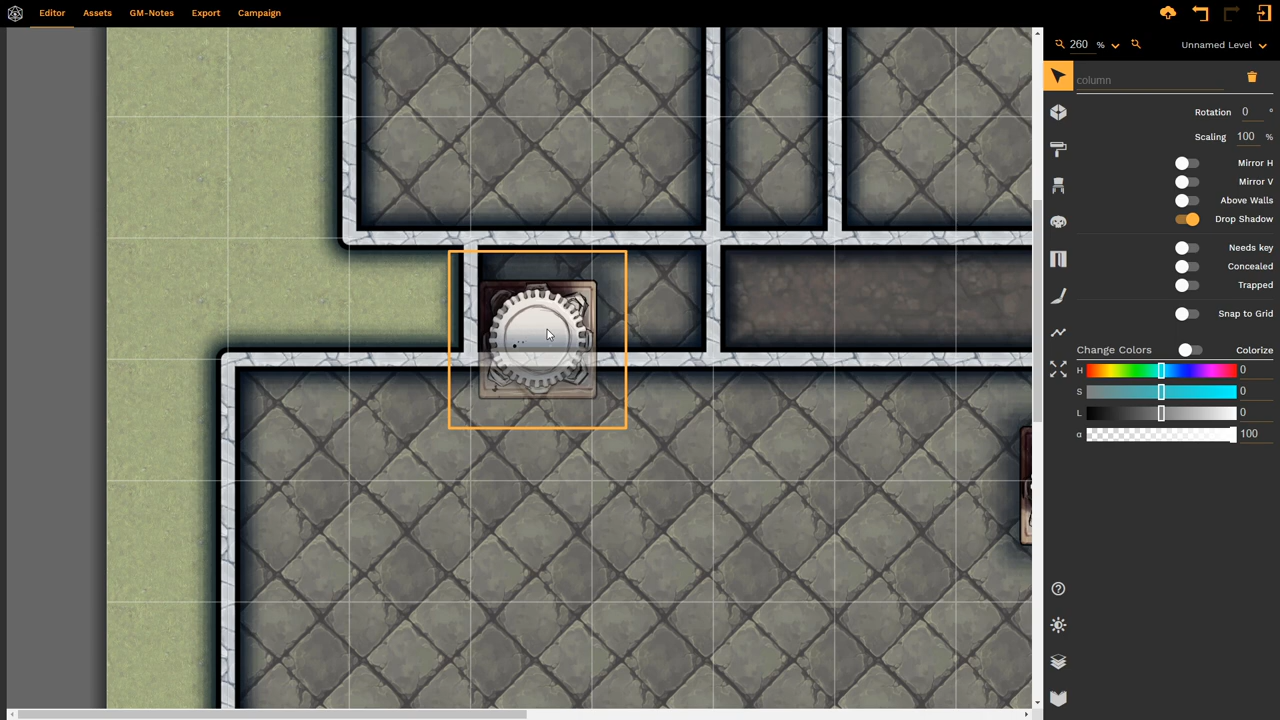 Editor Assets GM-Notes Export Campaign
260 % Unnamed Level
column
Rotation 0 °
Scaling 100 %
Mirror H
Mirror V
Above Walls
Drop Shadow
Needs key
Concealed
Trapped
Snap to Grid
Change Colors Colorize
H 0
S 0
L 0
α 100